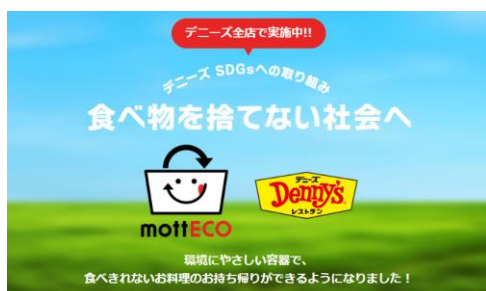 デニーズ全店で実施中!!
デニーズ SDGsへの取り組み
食べ物を捨てない社会へ
mottECO
デニーズ
Denny's
レストラン
環境にやさしい容器で、
食べきれないお料理のお持ち帰りができるようになりました！